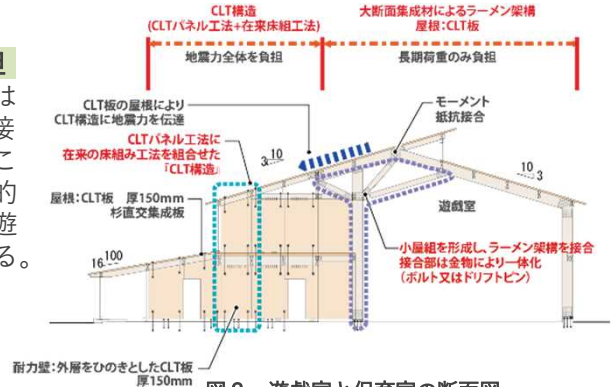 CLT構造
(CLTパネル工法+在来床組工法)
大断面集成材によるラーメン架構
屋根:CLT板
地震力全体を負担
長期荷重のみ負担
担
は
接
こ
的
遊
る。
CLT板の屋根により
CLT構造に地震力を伝達
モーメント
抵抗接合
CLTパネル工法に
在来の床組み工法を組合せた
『CLT構造』
3 10
10 3
屋根:CLT板 厚150mm
杉直交集成板
遊戯室
小屋組を形成し、ラーメン架構を接合
接合部は金物により一体化
(ボルト又はドリフトピン)
16 100
耐力壁:外層をひのきとしたCLT板
厚150mm
図2 遊戯室と保育室の断面図